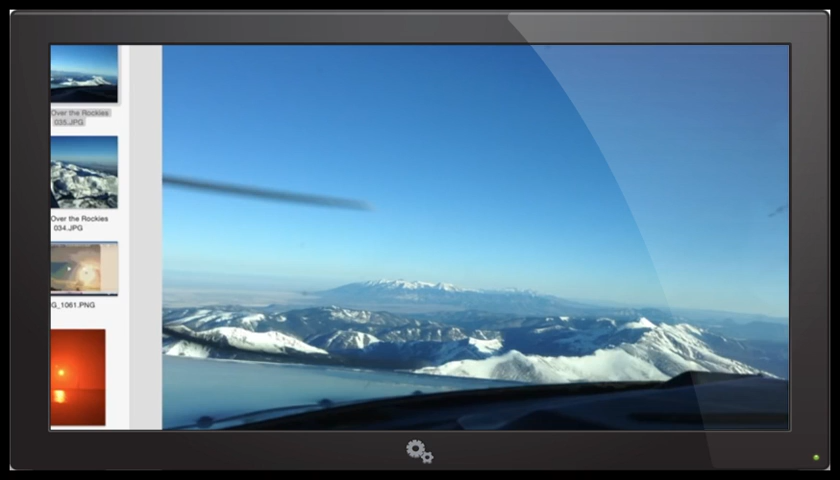 Over the Rockies
035.JPG
Over the Rockies
034.JPG
G_1061.PNG